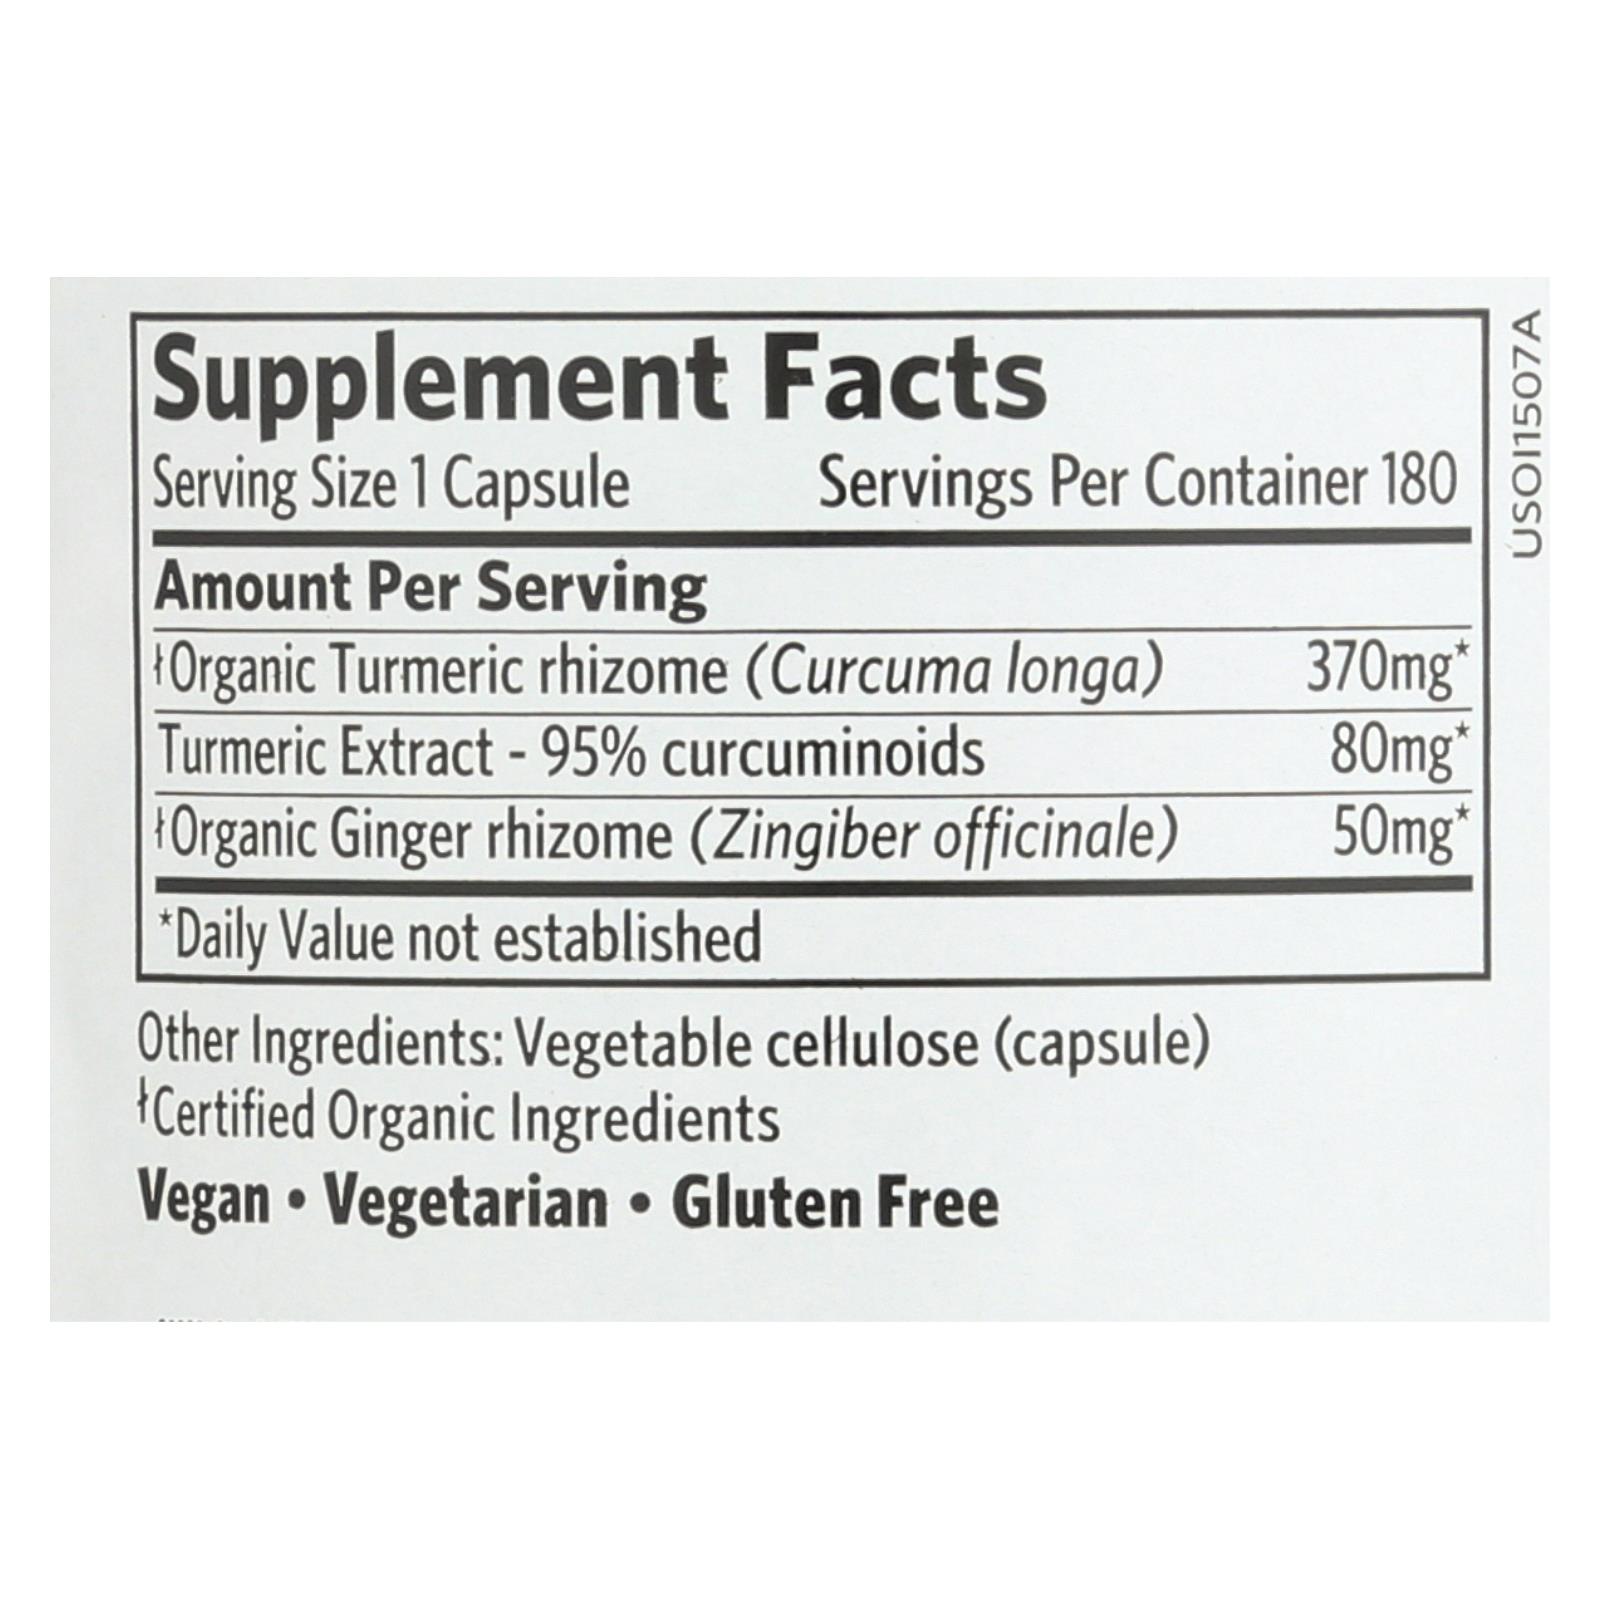 Supplement Facts
Serving Size 1 Capsule Servings Per Container 180
Amount Per Serving
ƚOrganic Turmeric rhizome (Curcuma longa) 370mg*
Turmeric Extract - 95% curcuminoids 80mg*
ƚOrganic Ginger rhizome (Zingiber officinale) 50mg*
*Daily Value not established
Other Ingredients: Vegetable cellulose (capsule)
ƚCertified Organic Ingredients
Vegan • Vegetarian • Gluten Free
USOI1507A